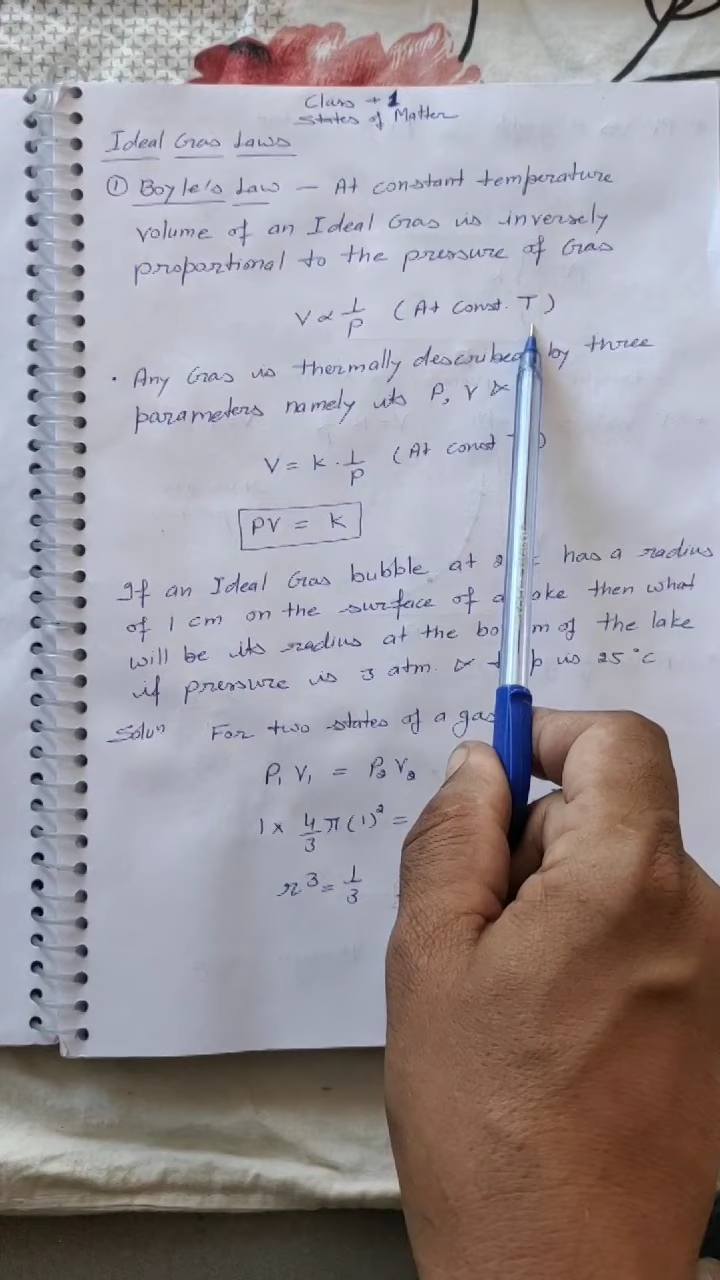 Class → 1
States of Matter
Ideal Gas Laws
① Boyle's Law — At constant temperature
volume of an Ideal Gas is inversely
proportional to the pressure of Gas
V ∝ 1/P (At Const. T)
• Any Gas is thermally described by three
parameters namely its P, V &
V = k · 1/P (At const )
PV = k
If an Ideal Gas bubble at has a radius
of 1 cm on the surface of a then what
will be its radius at the of the lake
if pressure is 3 atm. & is 25°C
Soluⁿ For two states of a gas
P₁ V₁ = P₂ V₂
1 × 4/3 π (1)² =
r³ = 1/3